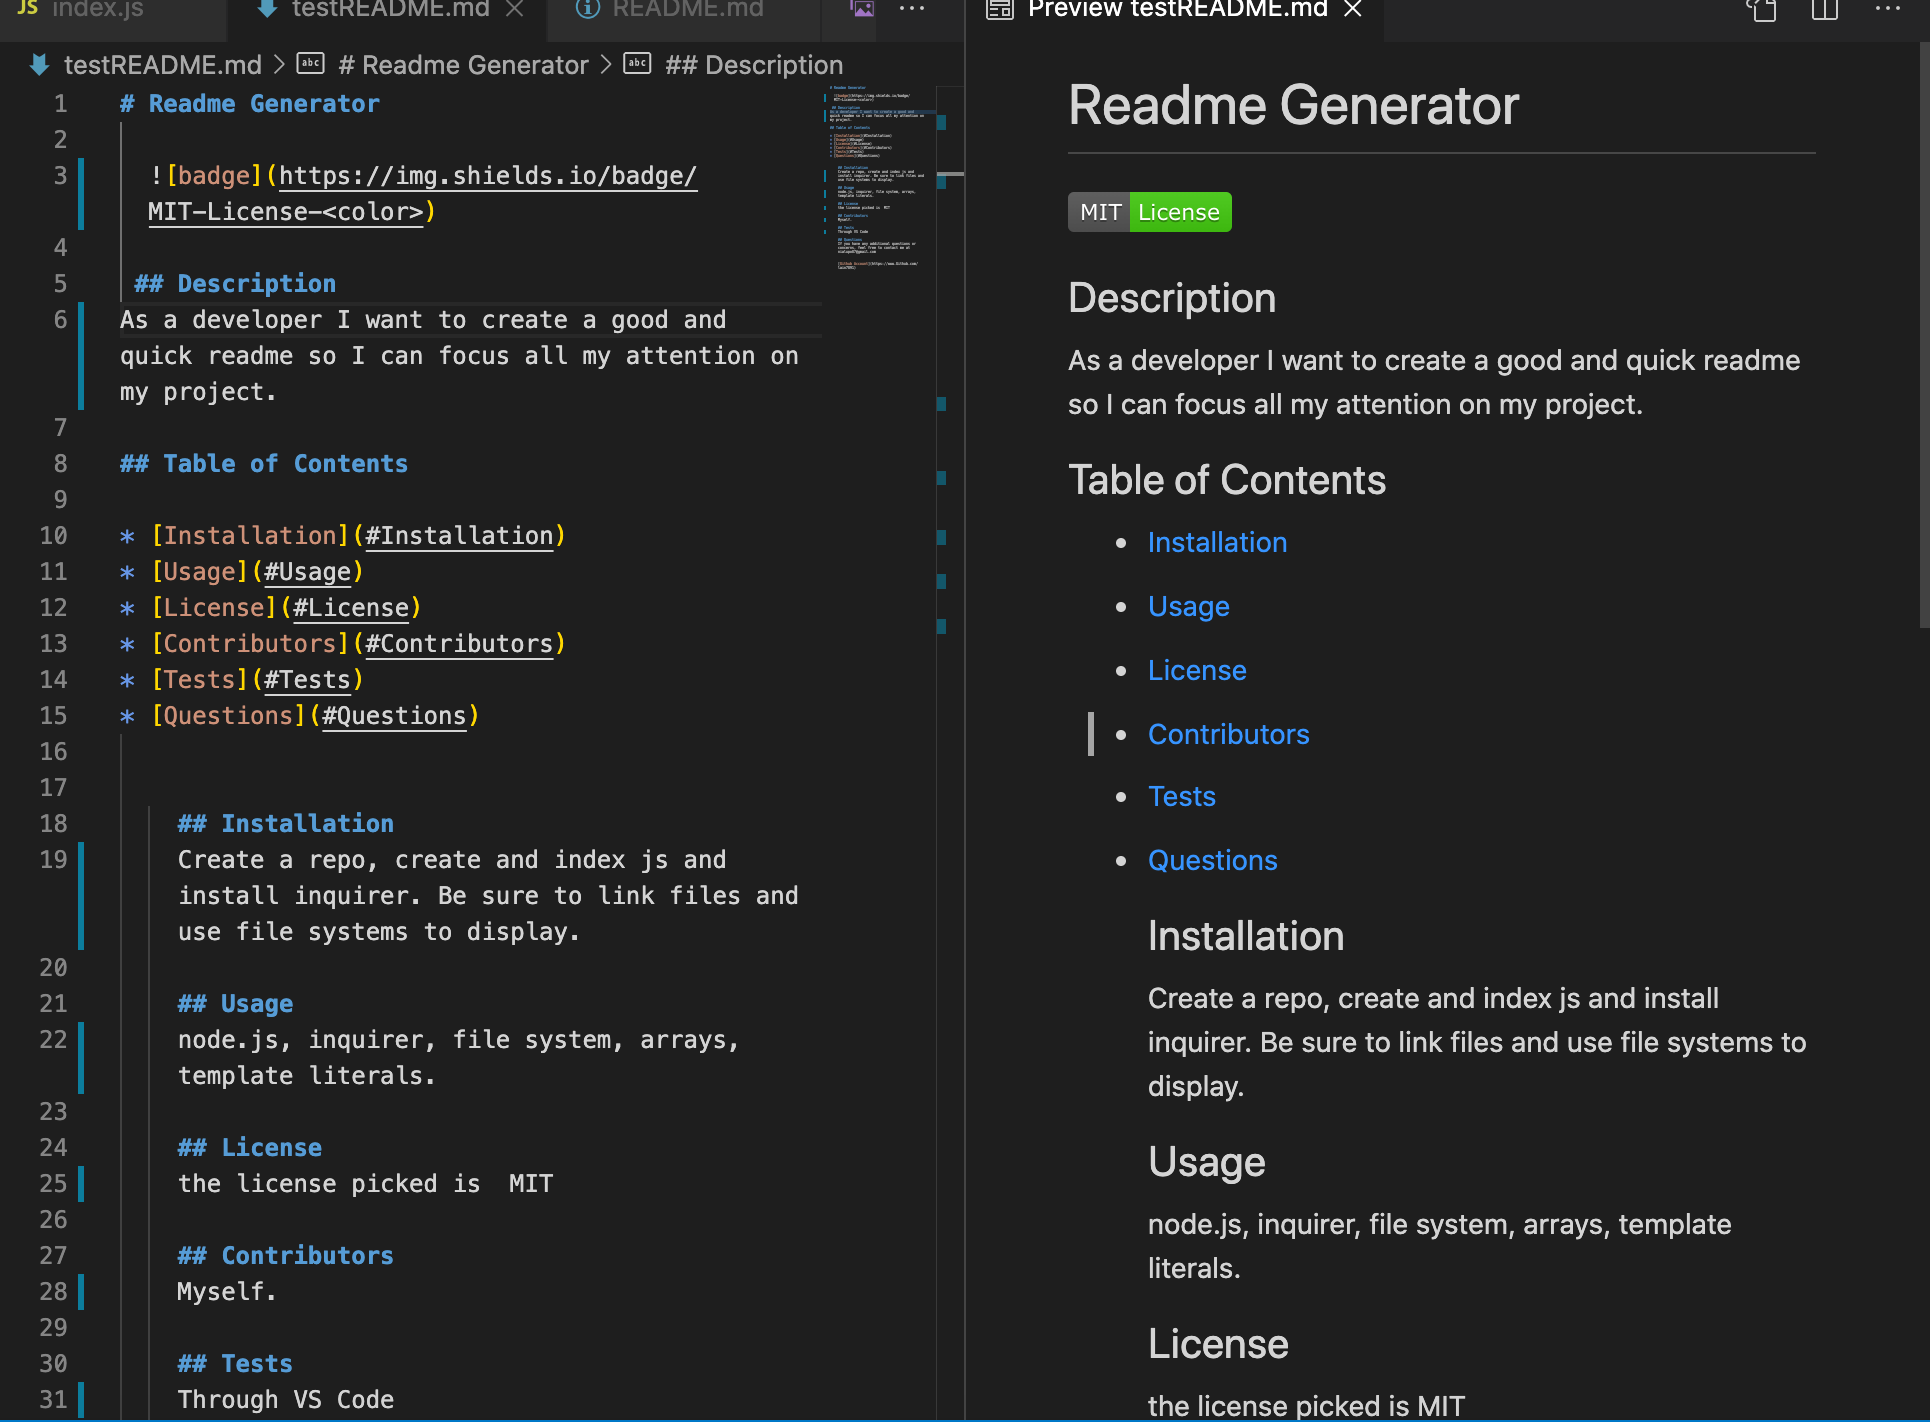 JS index.js
testREADME.md
README.md
testREADME.md > # Readme Generator > ## Description
1 # Readme Generator
2
3 ![badge](https://img.shields.io/badge/
MIT-License-<color>)
4
5 ## Description
6 As a developer I want to create a good and
quick readme so I can focus all my attention on
my project.
7
8 ## Table of Contents
9
10 * [Installation](#Installation)
11 * [Usage](#Usage)
12 * [License](#License)
13 * [Contributors](#Contributors)
14 * [Tests](#Tests)
15 * [Questions](#Questions)
16
17
18 ## Installation
19 Create a repo, create and index js and
install inquirer. Be sure to link files and
use file systems to display.
20
21 ## Usage
22 node.js, inquirer, file system, arrays,
template literals.
23
24 ## License
25 the license picked is  MIT
26
27 ## Contributors
28 Myself.
29
30 ## Tests
31 Through VS Code
Preview testREADME.md
Readme Generator
MIT License
Description
As a developer I want to create a good and quick readme
so I can focus all my attention on my project.
Table of Contents
• Installation
• Usage
• License
• Contributors
• Tests
• Questions
Installation
Create a repo, create and index js and install
inquirer. Be sure to link files and use file systems to
display.
Usage
node.js, inquirer, file system, arrays, template
literals.
License
the license picked is MIT